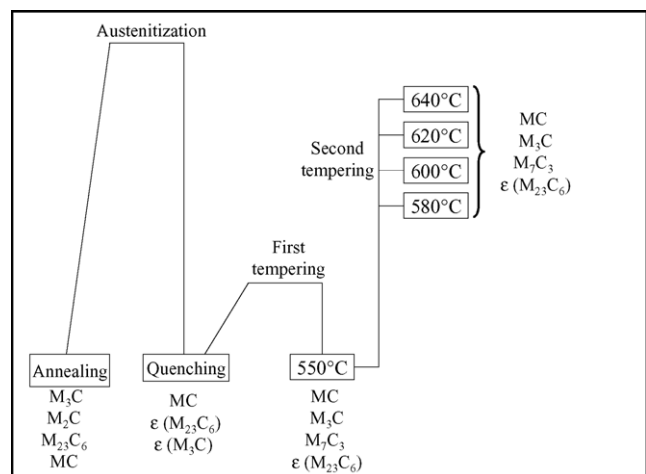 Austenitization
640°C
620°C
Second
tempering
600°C
580°C
MC
M₃C
M₇C₃
ε (M₂₃C₆)
First
tempering
Annealing
M₃C
M₂C
M₂₃C₆
MC
Quenching
MC
ε (M₂₃C₆)
ε (M₃C)
550°C
MC
M₃C
M₇C₃
ε (M₂₃C₆)